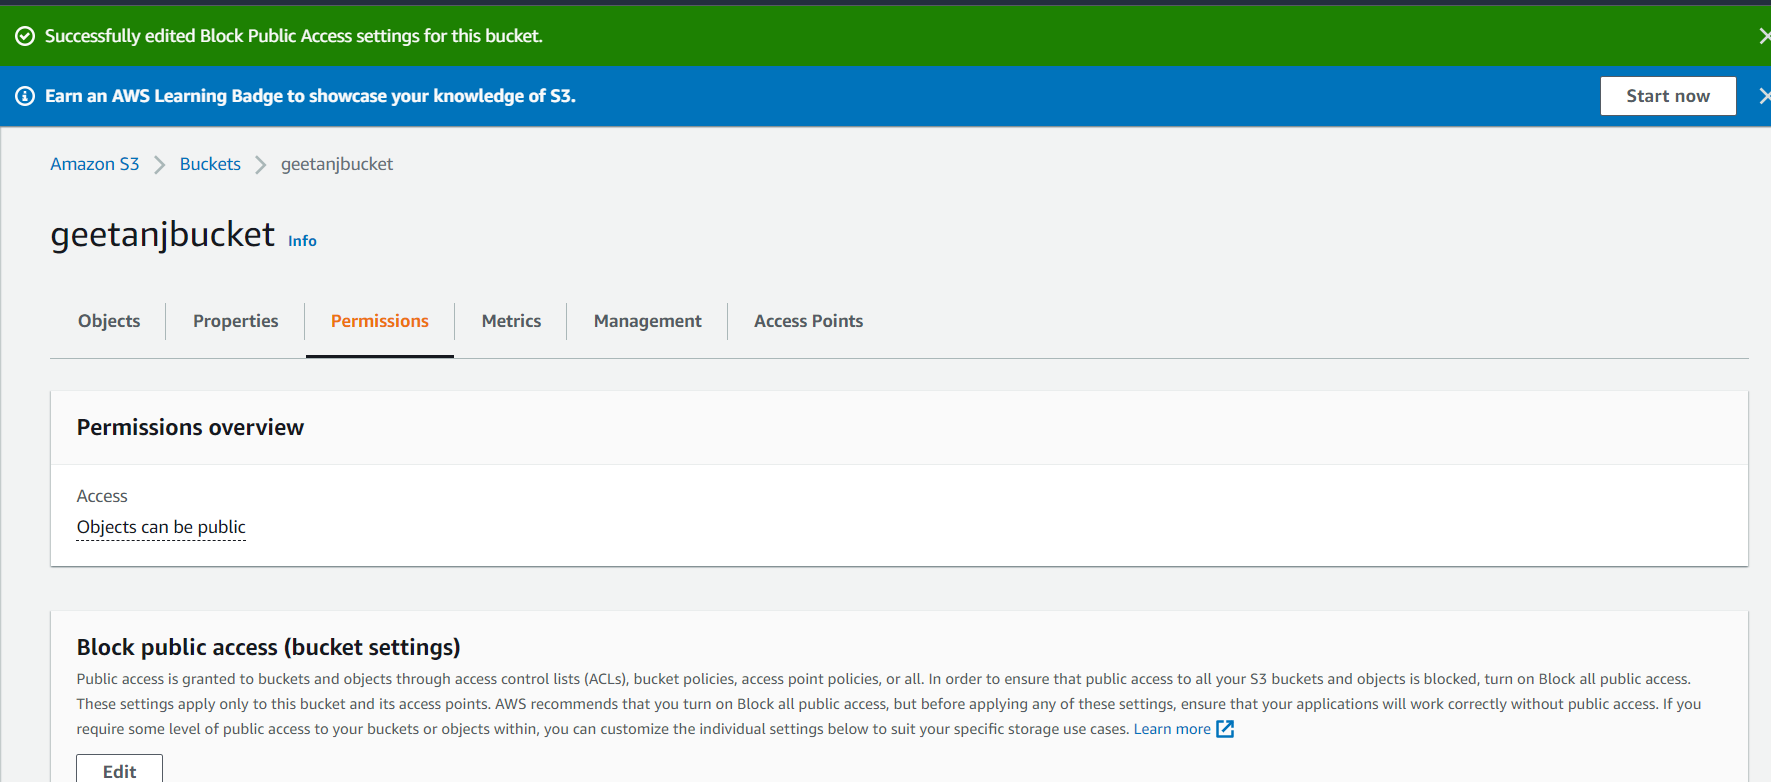 Successfully edited Block Public Access settings for this bucket.
Earn an AWS Learning Badge to showcase your knowledge of S3.
Start now
Amazon S3 > Buckets > geetanjbucket
geetanjbucket Info
Objects Properties Permissions Metrics Management Access Points
Permissions overview
Access
Objects can be public
Block public access (bucket settings)
Public access is granted to buckets and objects through access control lists (ACLs), bucket policies, access point policies, or all. In order to ensure that public access to all your S3 buckets and objects is blocked, turn on Block all public access.
These settings apply only to this bucket and its access points. AWS recommends that you turn on Block all public access, but before applying any of these settings, ensure that your applications will work correctly without public access. If you
require some level of public access to your buckets or objects within, you can customize the individual settings below to suit your specific storage use cases. Learn more
Edit